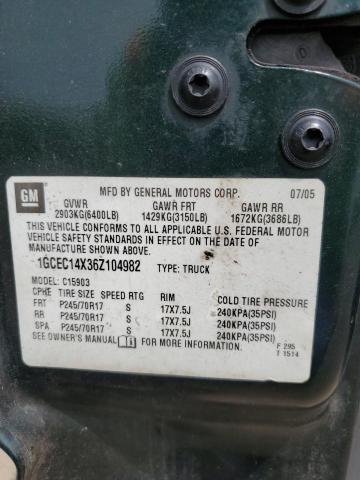 GM
MFD BY GENERAL MOTORS CORP. 07/05
GVWR GAWR FRT GAWR RR
2903KG(6400LB) 1429KG(3150LB) 1672KG(3686LB)
THIS VEHICLE CONFORMS TO ALL APPLICABLE U.S. FEDERAL MOTOR
VEHICLE SAFETY STANDARDS IN EFFECT ON THE DATE OF
MANUFACTURE SHOWN ABOVE.
1GCEC14X36Z104982 TYPE: TRUCK
MODEL: C15903
TIRE SIZE SPEED RTG RIM COLD TIRE PRESSURE
FRT P245/70R17 S 17X7.5J 240KPA(35PSI)
RR P245/70R17 S 17X7.5J 240KPA(35PSI)
SPA P245/70R17 S 17X7.5J 240KPA(35PSI)
SEE OWNER'S MANUAL FOR MORE INFORMATION. F 295
T 1514